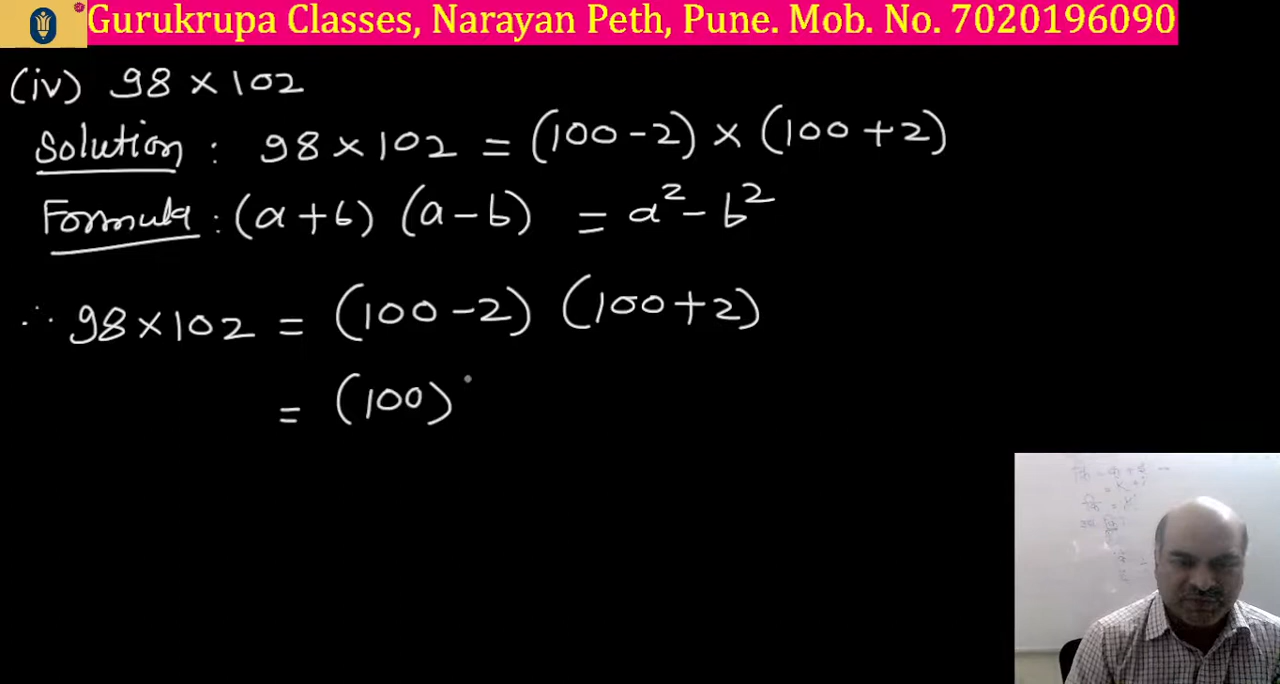 Gurukrupa Classes, Narayan Peth, Pune. Mob. No. 7020196090
(iv) 98 × 102
Solution : 98 × 102 = (100 - 2) × (100 + 2)
Formula : (a + b) (a - b) = a² - b²
∴ 98 × 102 = (100 - 2) (100 + 2)
= (100)